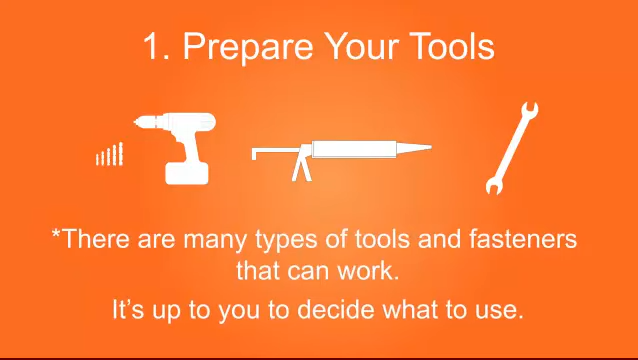 1. Prepare Your Tools
*There are many types of tools and fasteners
that can work.
It’s up to you to decide what to use.